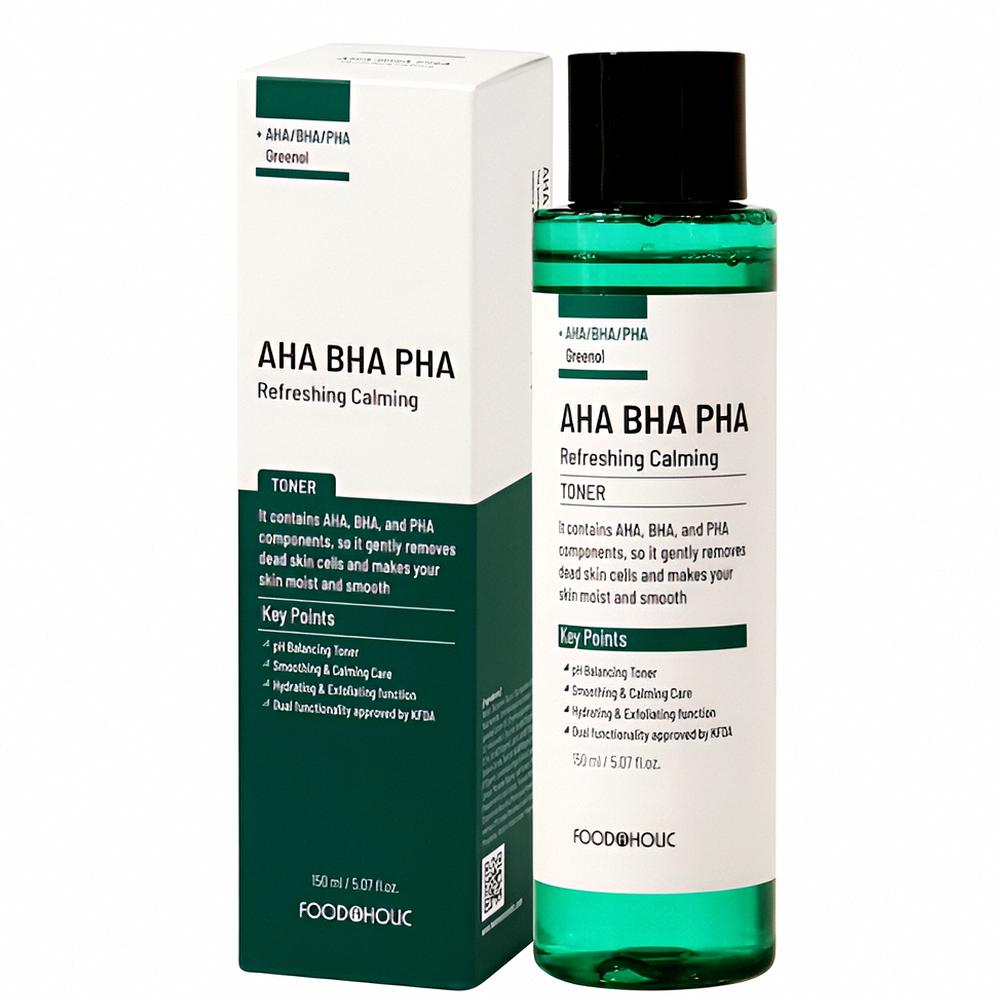 + AHA/BHA/PHA
Greenol
AHA BHA PHA
Refreshing Calming
TONER
It contains AHA, BHA, and PHA
components, so it gently removes
dead skin cells and makes your
skin moist and smooth
Key Points
pH Balancing Toner
Smoothing & Calming Care
Hydrating & Exfoliating function
Dual functionality approved by KFDA
150 ml / 5.07 fl.oz.
FOODAHOLIC
AHA
+ AHA/BHA/PHA
Greenol
AHA BHA PHA
Refreshing Calming
TONER
It contains AHA, BHA, and PHA
components, so it gently removes
dead skin cells and makes your
skin moist and smooth
Key Points
pH Balancing Toner
Smoothing & Calming Care
Hydrating & Exfoliating function
Dual functionality approved by KFDA
150 ml / 5.07 fl.oz.
FOODAHOLIC